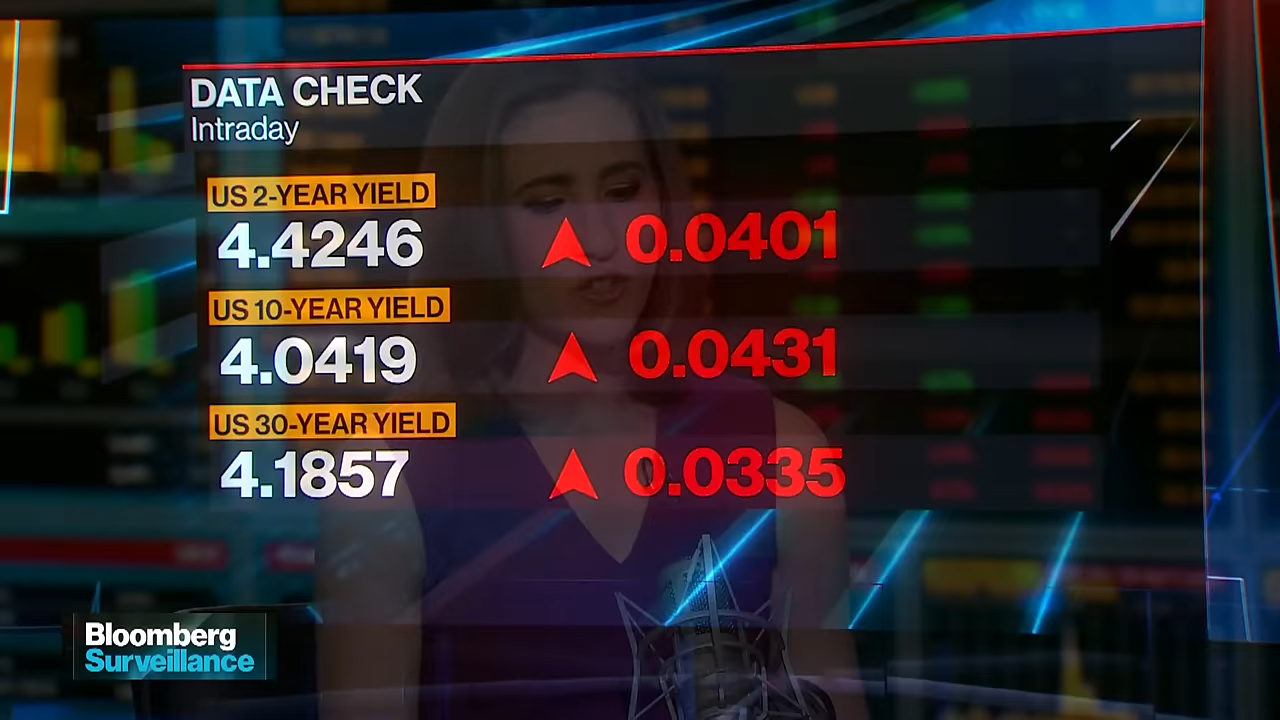 DATA CHECK
Intraday
US 2-YEAR YIELD
4.4246 ▲ 0.0401
US 10-YEAR YIELD
4.0419 ▲ 0.0431
US 30-YEAR YIELD
4.1857 ▲ 0.0335
Bloomberg
Surveillance